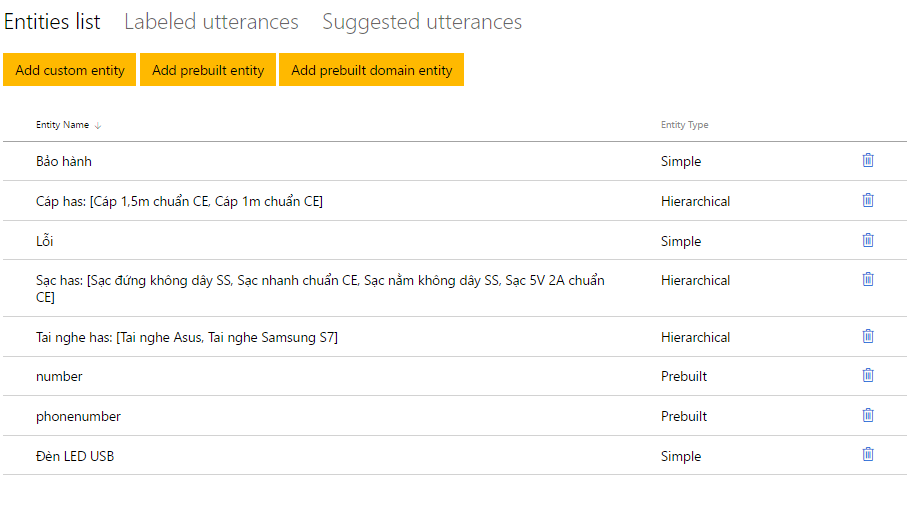 Entities list Labeled utterances Suggested utterances
Add custom entity Add prebuilt entity Add prebuilt domain entity
Entity Name ↓ Entity Type
Bảo hành Simple
Cáp has: [Cáp 1,5m chuẩn CE, Cáp 1m chuẩn CE] Hierarchical
Lỗi Simple
Sạc has: [Sạc đứng không dây SS, Sạc nhanh chuẩn CE, Sạc nằm không dây SS, Sạc 5V 2A chuẩn Hierarchical
CE]
Tai nghe has: [Tai nghe Asus, Tai nghe Samsung S7] Hierarchical
number Prebuilt
phonenumber Prebuilt
Đèn LED USB Simple